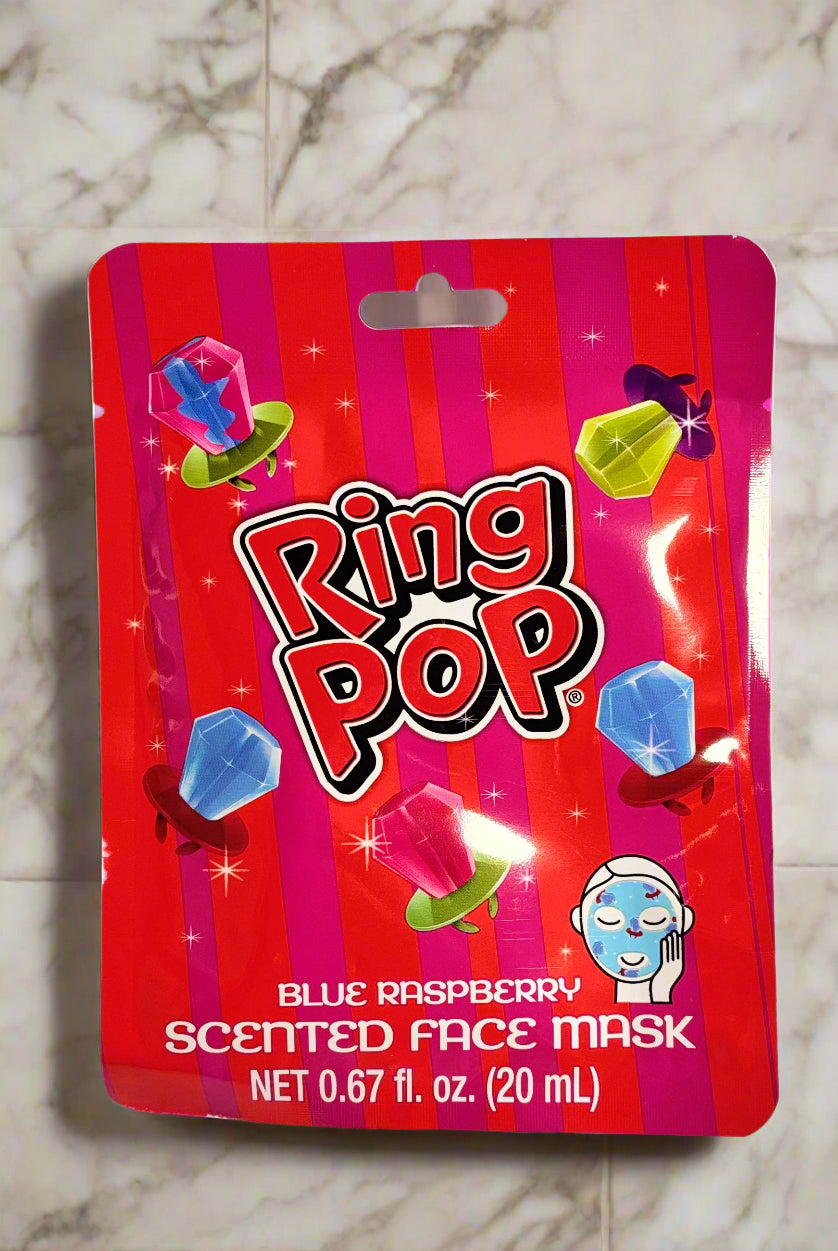 Ring
POP®
BLUE RASPBERRY
SCENTED FACE MASK
NET 0.67 fl. oz. (20 mL)